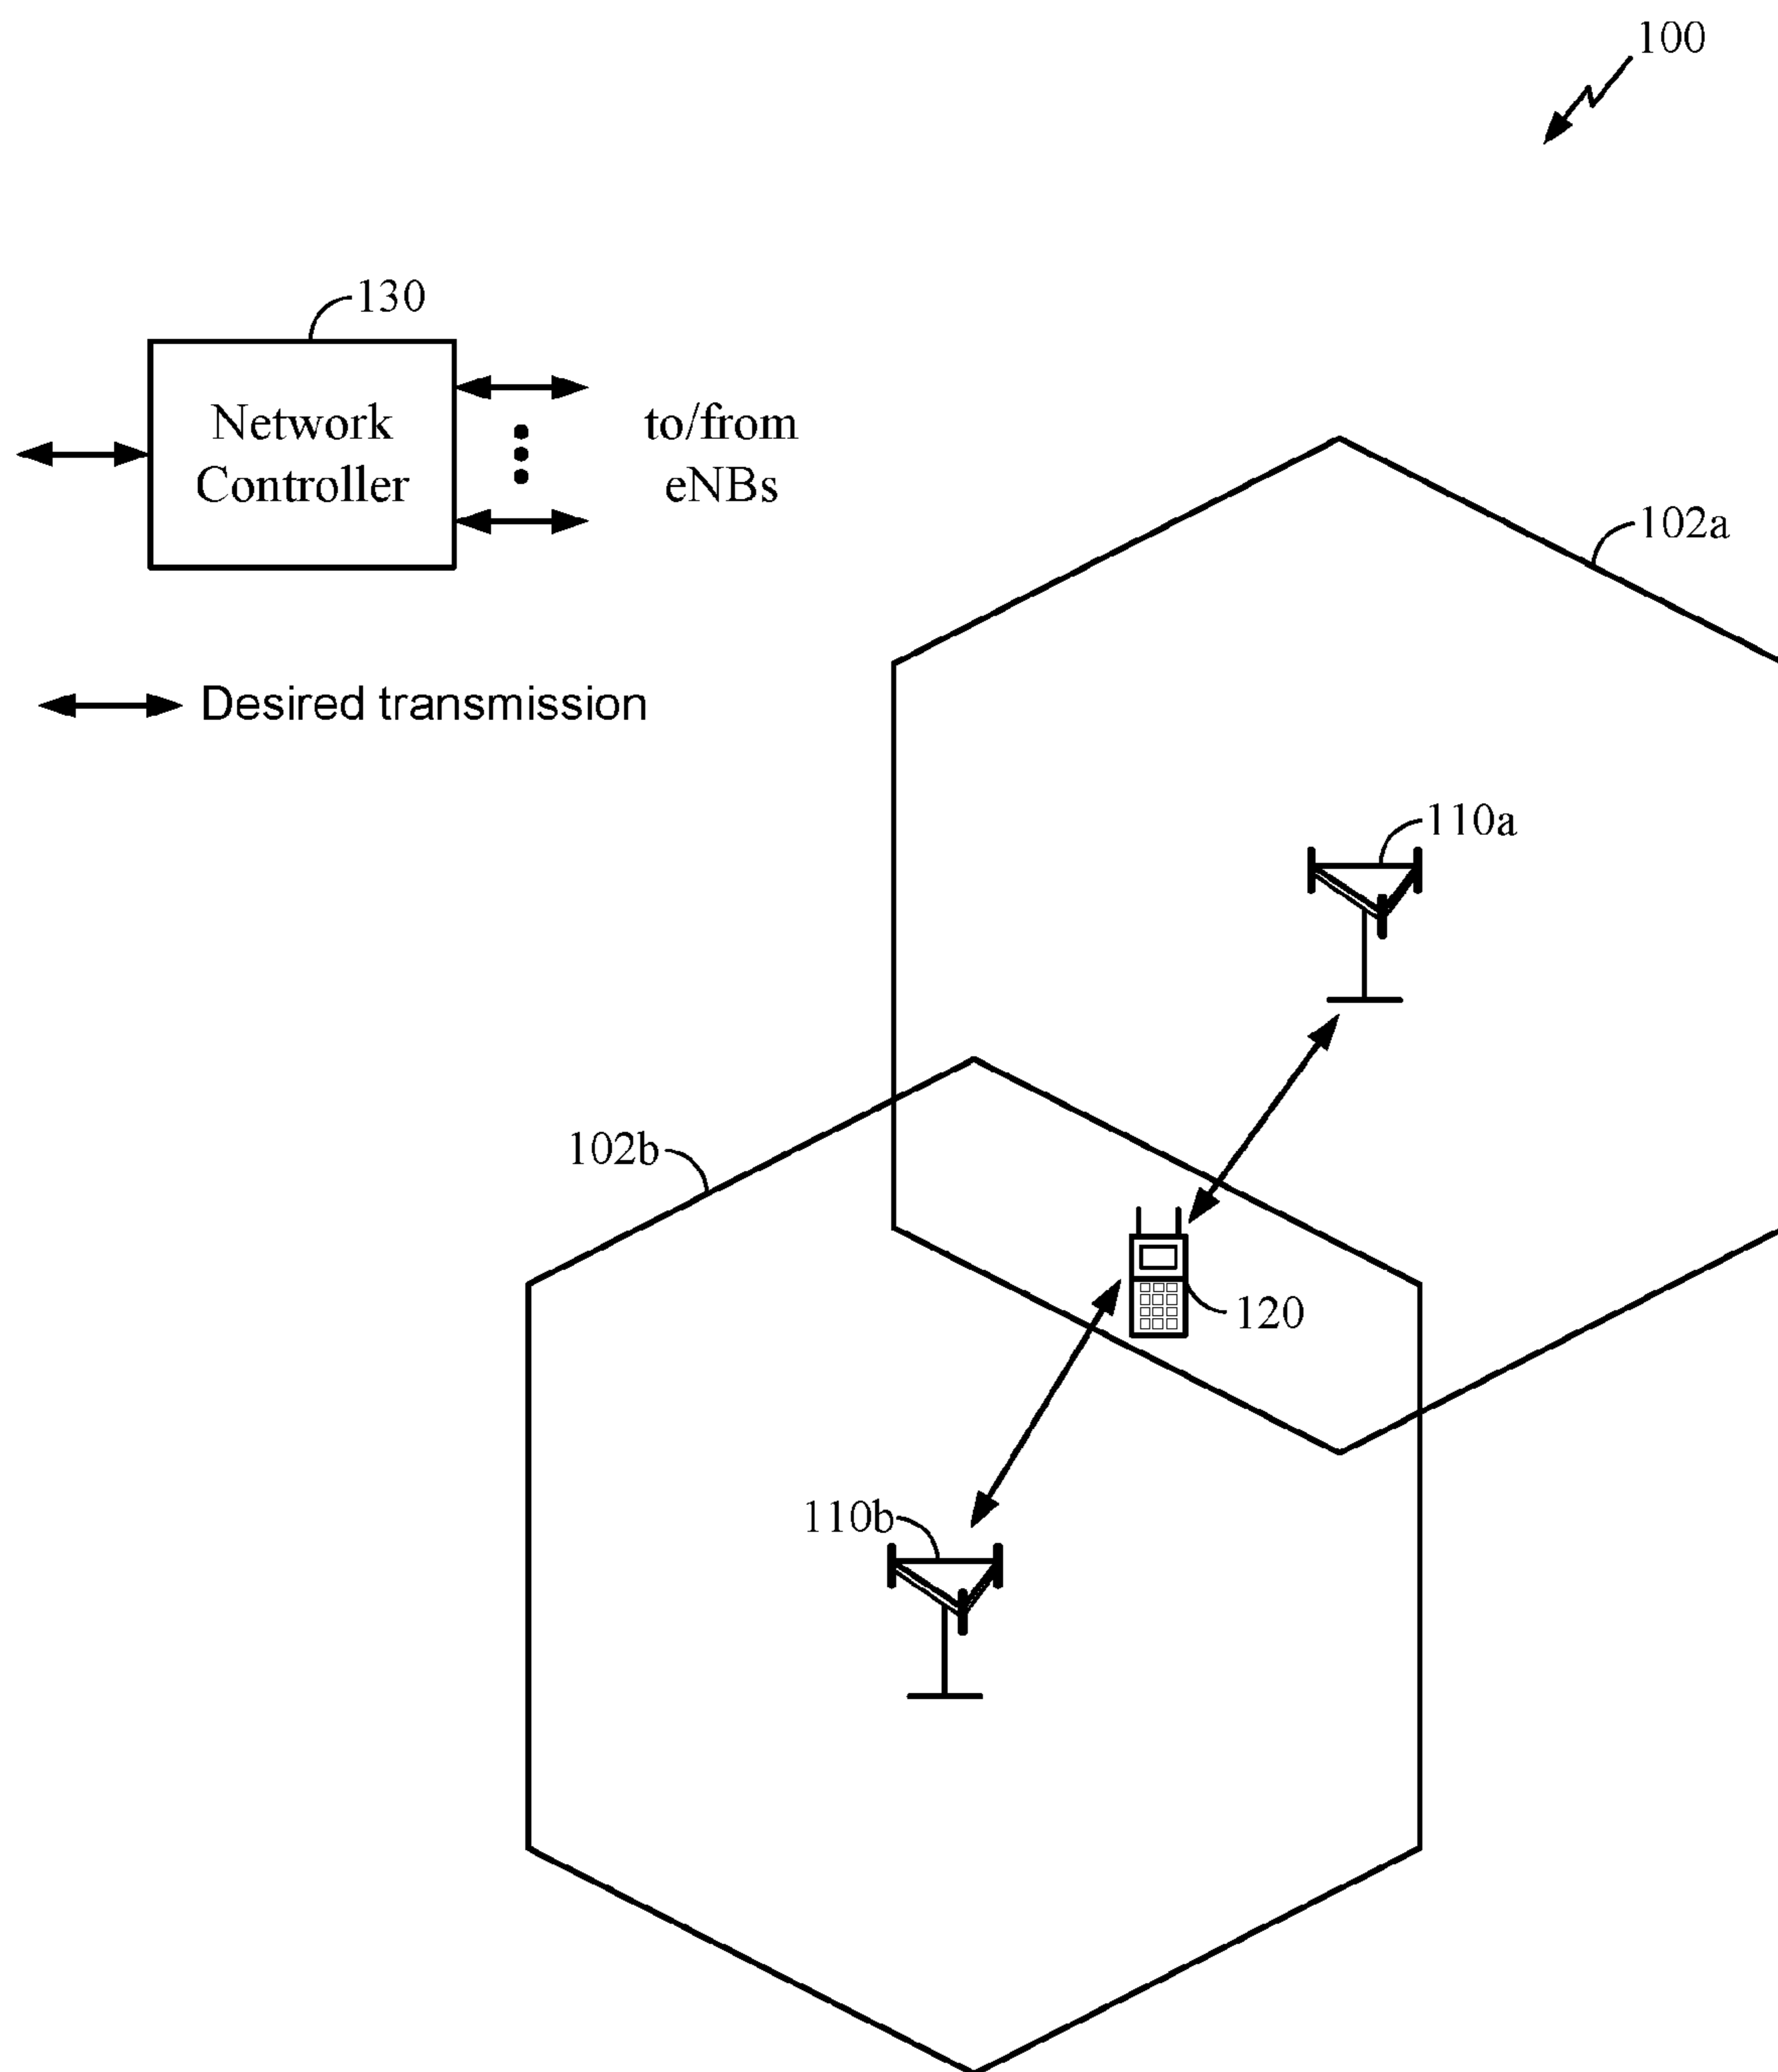 100
130
Network
Controller
to/from
eNBs
102a
Desired transmission
110a
102b
120
110b